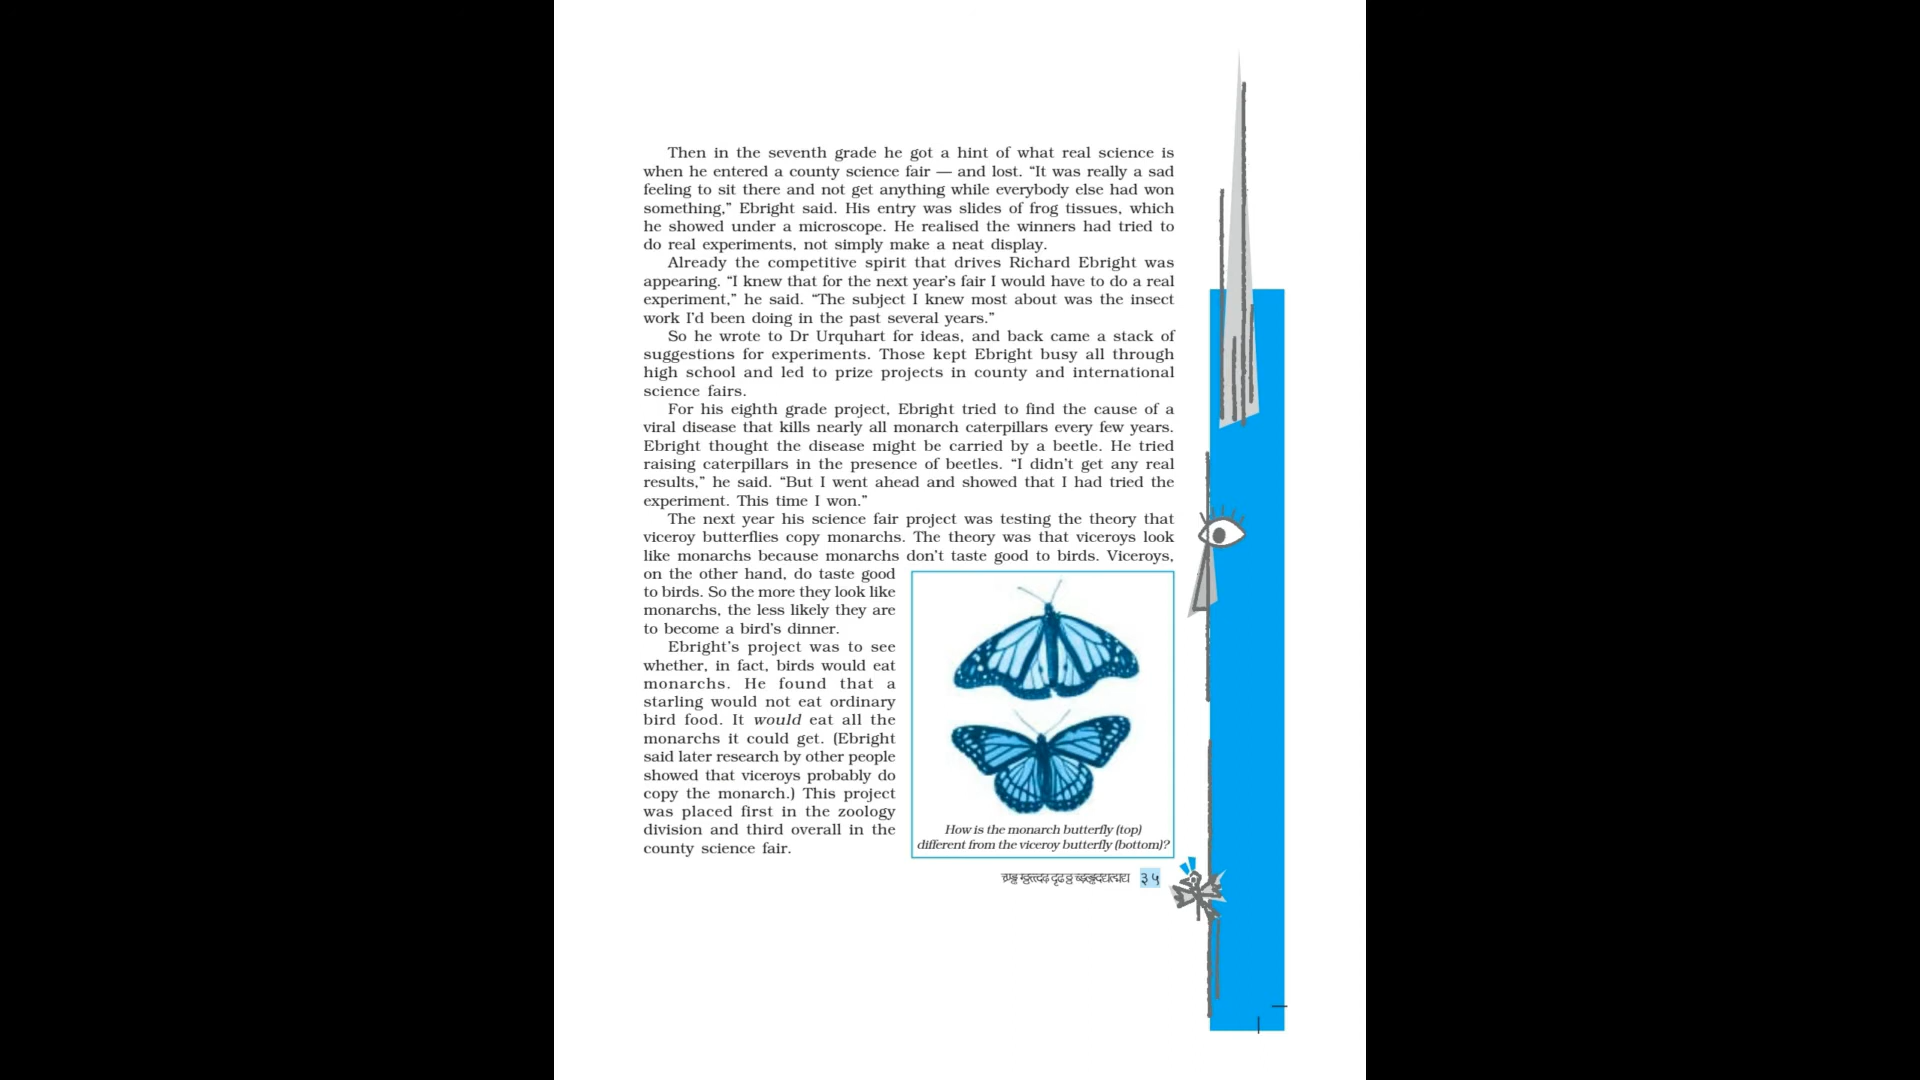 Then in the seventh grade he got a hint of what real science is
when he entered a county science fair — and lost. “It was really a sad
feeling to sit there and not get anything while everybody else had won
something,” Ebright said. His entry was slides of frog tissues, which
he showed under a microscope. He realised the winners had tried to
do real experiments, not simply make a neat display.
Already the competitive spirit that drives Richard Ebright was
appearing. “I knew that for the next year’s fair I would have to do a real
experiment,” he said. “The subject I knew most about was the insect
work I’d been doing in the past several years.”
So he wrote to Dr Urquhart for ideas, and back came a stack of
suggestions for experiments. Those kept Ebright busy all through
high school and led to prize projects in county and international
science fairs.
For his eighth grade project, Ebright tried to find the cause of a
viral disease that kills nearly all monarch caterpillars every few years.
Ebright thought the disease might be carried by a beetle. He tried
raising caterpillars in the presence of beetles. “I didn’t get any real
results,” he said. “But I went ahead and showed that I had tried the
experiment. This time I won.”
The next year his science fair project was testing the theory that
viceroy butterflies copy monarchs. The theory was that viceroys look
like monarchs because monarchs don’t taste good to birds. Viceroys,
on the other hand, do taste good
to birds. So the more they look like
monarchs, the less likely they are
to become a bird’s dinner.
Ebright’s project was to see
whether, in fact, birds would eat
monarchs. He found that a
starling would not eat ordinary
bird food. It would eat all the
monarchs it could get. (Ebright
said later research by other people
showed that viceroys probably do
copy the monarch.) This project
was placed first in the zoology
division and third overall in the
county science fair.
How is the monarch butterfly (top)
different from the viceroy butterfly (bottom)?
३५